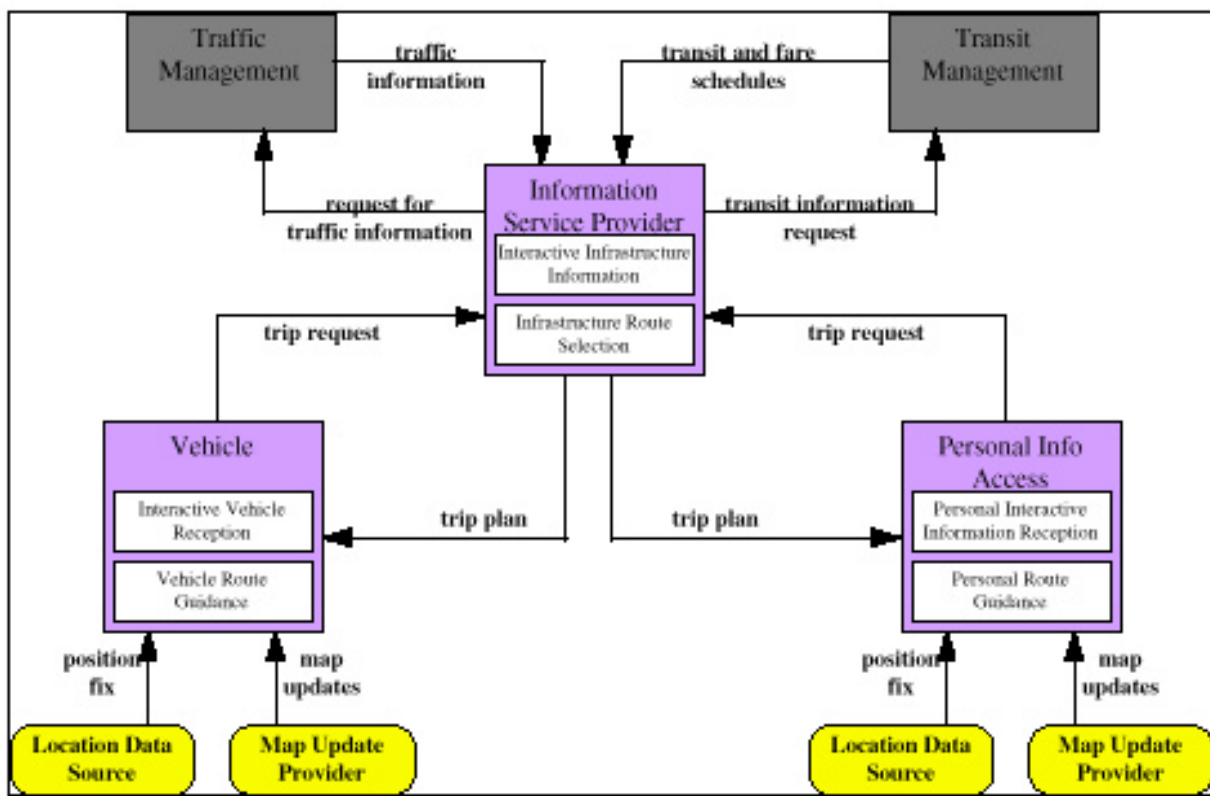 Traffic
Management
traffic
information
transit and fare
schedules
Transit
Management
request for
traffic information
Information
Service Provider
transit information
request
Interactive Infrastructure
Information
Infrastructure Route
Selection
trip request
trip request
Vehicle
Interactive Vehicle
Reception
Vehicle Route
Guidance
trip plan
trip plan
Personal Info
Access
Personal Interactive
Information Reception
Personal Route
Guidance
position
fix
map
updates
position
fix
map
updates
Location Data
Source
Map Update
Provider
Location Data
Source
Map Update
Provider